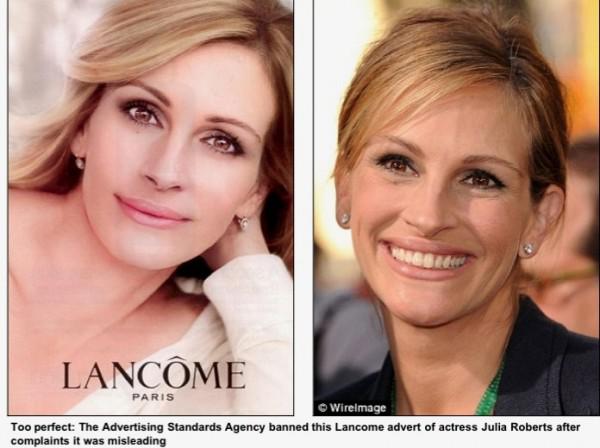 LANCÔME
PARIS
© WireImage
Too perfect: The Advertising Standards Agency banned this Lancome advert of actress Julia Roberts after
complaints it was misleading